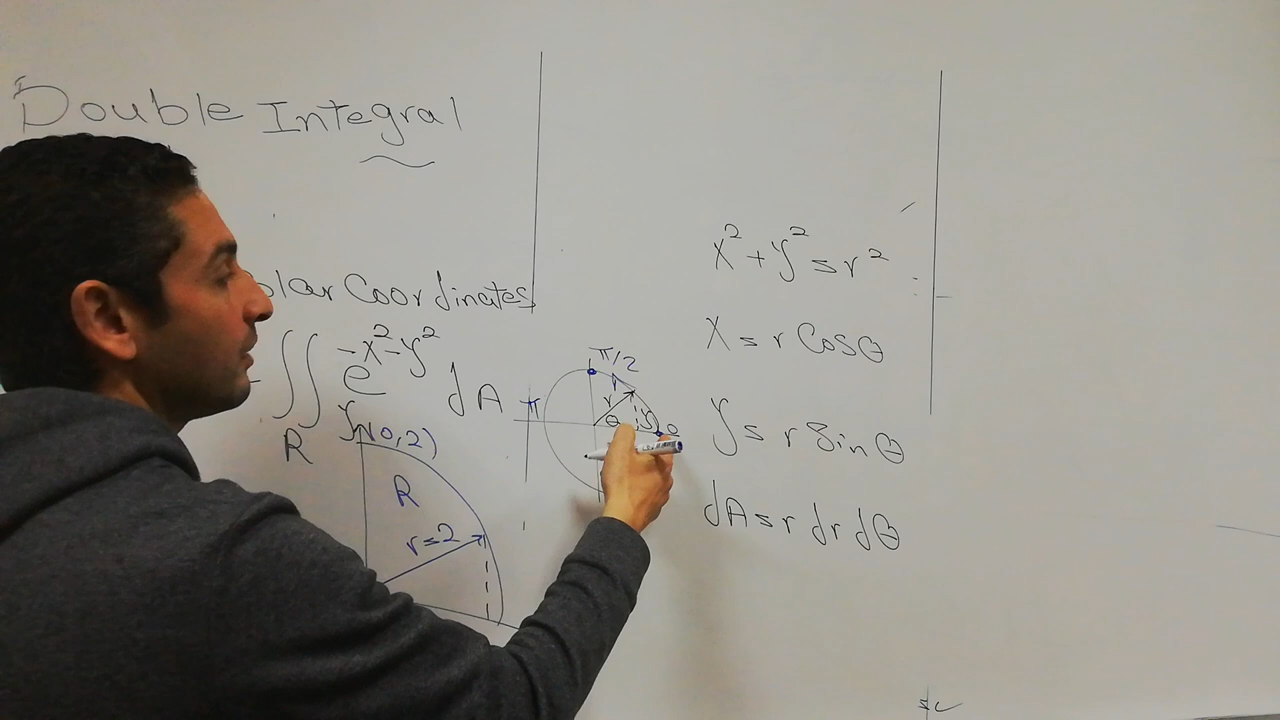 Double Integral
olar Coordinates
∬ e^-x²-y² dA
R
y (0,2)
R
r=2
π/2
π
r
θ
y
0
x² + y² = r²
x = r Cosθ
y = r Sinθ
dA = r dr dθ